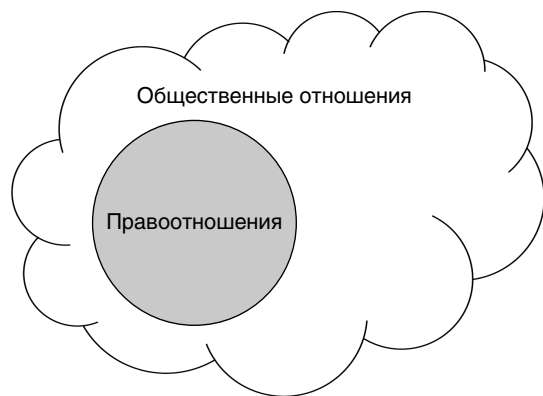 Общественные отношения
Правоотношения